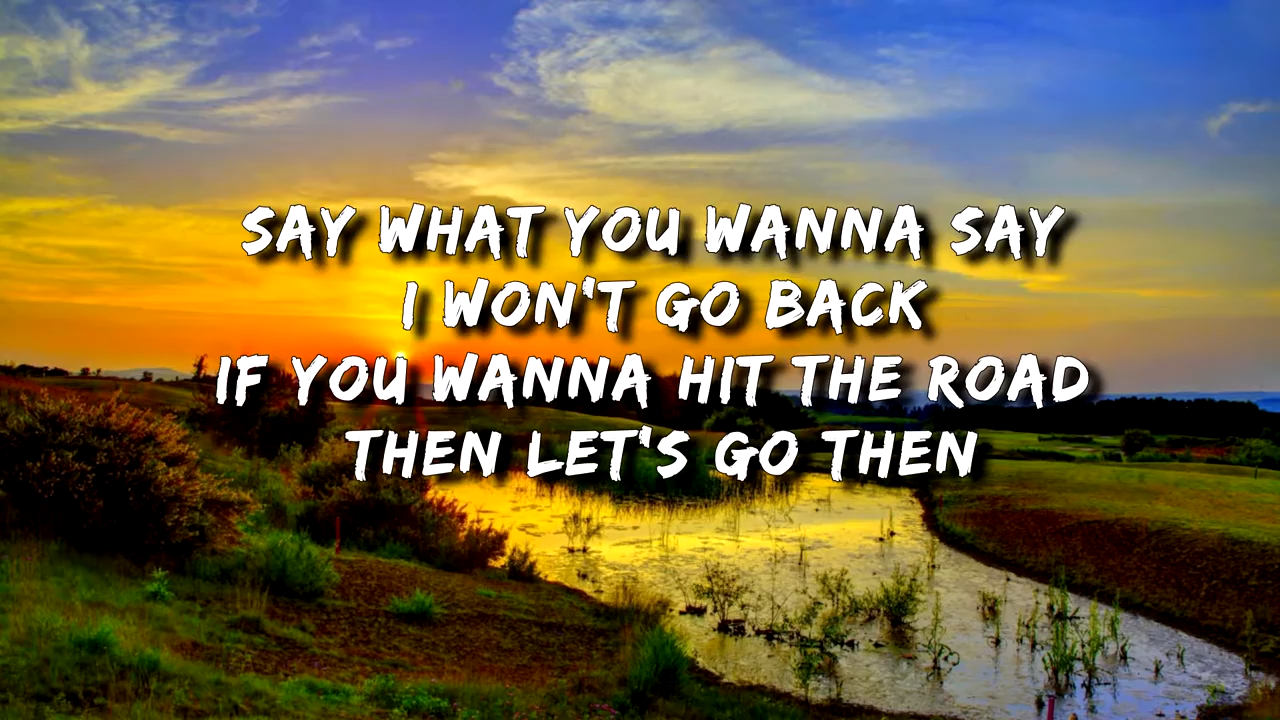 SAY WHAT YOU WANNA SAY
I WON'T GO BACK
IF YOU WANNA HIT THE ROAD
THEN LET'S GO THEN